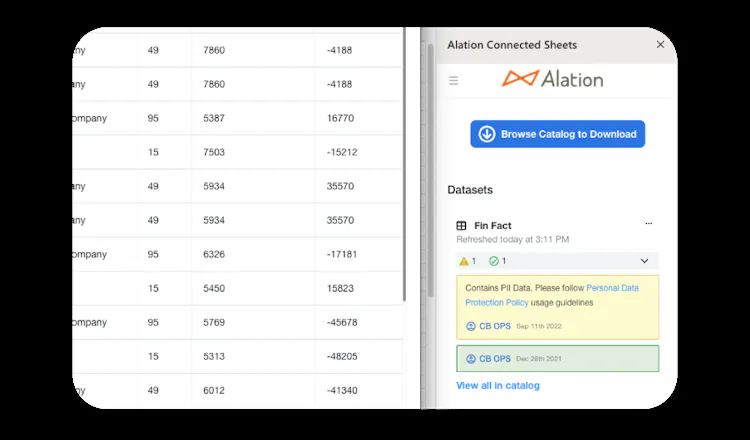 ny 49 7860 -4188
any 49 7860 -4188
ompany 95 5387 16770
15 7503 -15212
any 49 5934 35570
any 49 5934 35570
ompany 95 6326 -17181
15 5450 15823
ompany 95 5769 -45678
15 5313 -48205
ny 49 6012 -41340
Alation Connected Sheets
Alation
Browse Catalog to Download
Datasets
Fin Fact ...
Refreshed today at 3:11 PM
1 1
Contains PII Data. Please follow Personal Data
Protection Policy usage guidelines
CB OPS Sep 11th 2022
CB OPS Dec 28th 2021
View all in catalog